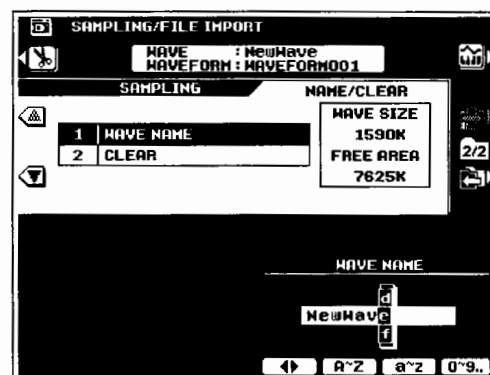 SAMPLING/FILE IMPORT
WAVE : NewWave
WAVEFORM : WAVEFORM001
SAMPLING
NAME/CLEAR
1 WAVE NAME
2 CLEAR
WAVE SIZE
1590K
FREE AREA
7625K
2/2
WAVE NAME
d
NewWave
f
A~Z a~z 0~9..